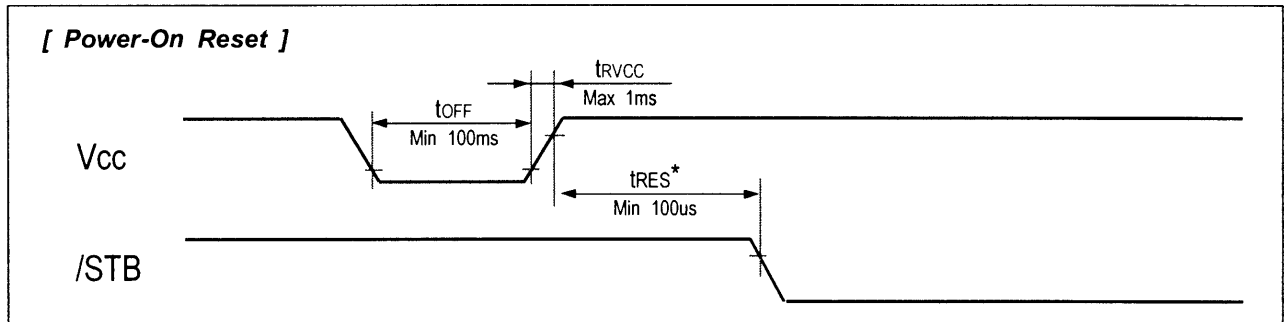 [ Power-On Reset ]
tRVCC
Max 1ms
tOFF
Min 100ms
Vcc
tRES*
Min 100us
/STB